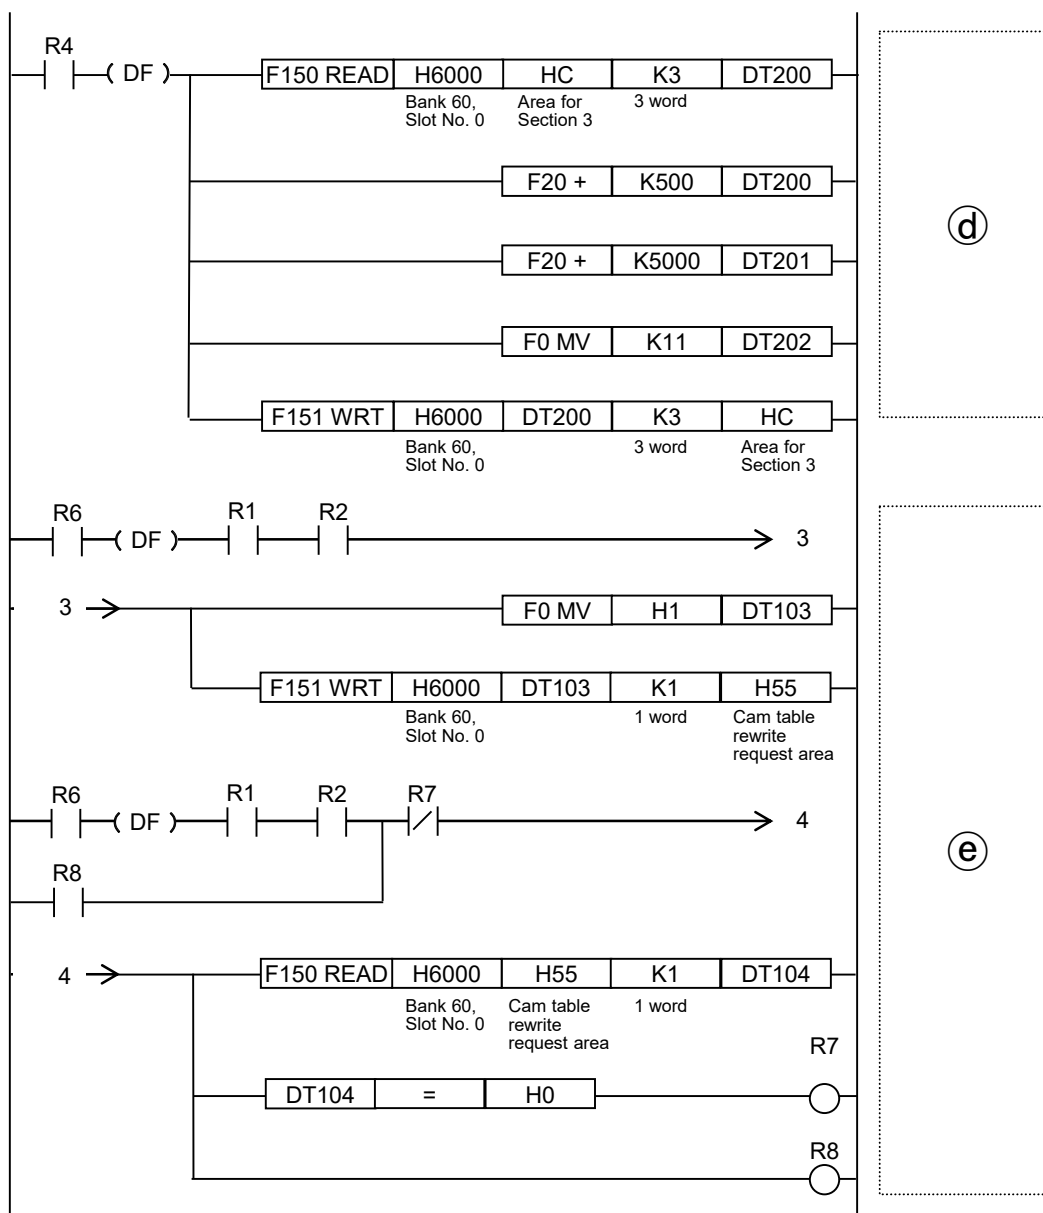 R4
( DF )
F150 READ H6000 HC K3 DT200
Bank 60, Area for 3 word
Slot No. 0 Section 3
F20 + K500 DT200
ⓓ
F20 + K5000 DT201
F0 MV K11 DT202
F151 WRT H6000 DT200 K3 HC
Bank 60, 3 word Area for
Slot No. 0 Section 3
R6 R1 R2
( DF ) 3
3 F0 MV H1 DT103
F151 WRT H6000 DT103 K1 H55
Bank 60, 1 word Cam table
Slot No. 0 rewrite
request area
R6 R1 R2 R7
( DF ) 4
ⓔ
R8
4 F150 READ H6000 H55 K1 DT104
Bank 60, Cam table 1 word
Slot No. 0 rewrite
request area
R7
DT104 = H0
R8